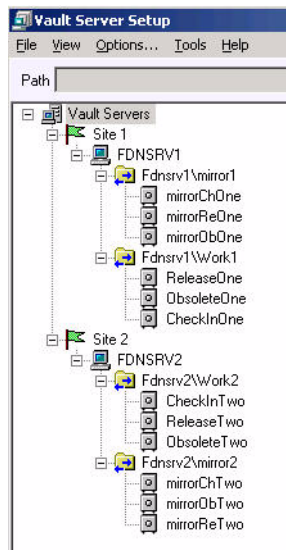 Vault Server Setup
File View Options... Tools Help
Path
Vault Servers
Site 1
FDNSRV1
Fdnsrv1\mirror1
mirrorChOne
mirrorReOne
mirrorObOne
Fdnsrv1\Work1
ReleaseOne
ObsoleteOne
CheckInOne
Site 2
FDNSRV2
Fdnsrv2\Work2
CheckInTwo
ReleaseTwo
ObsoleteTwo
Fdnsrv2\mirror2
mirrorChTwo
mirrorObTwo
mirrorReTwo